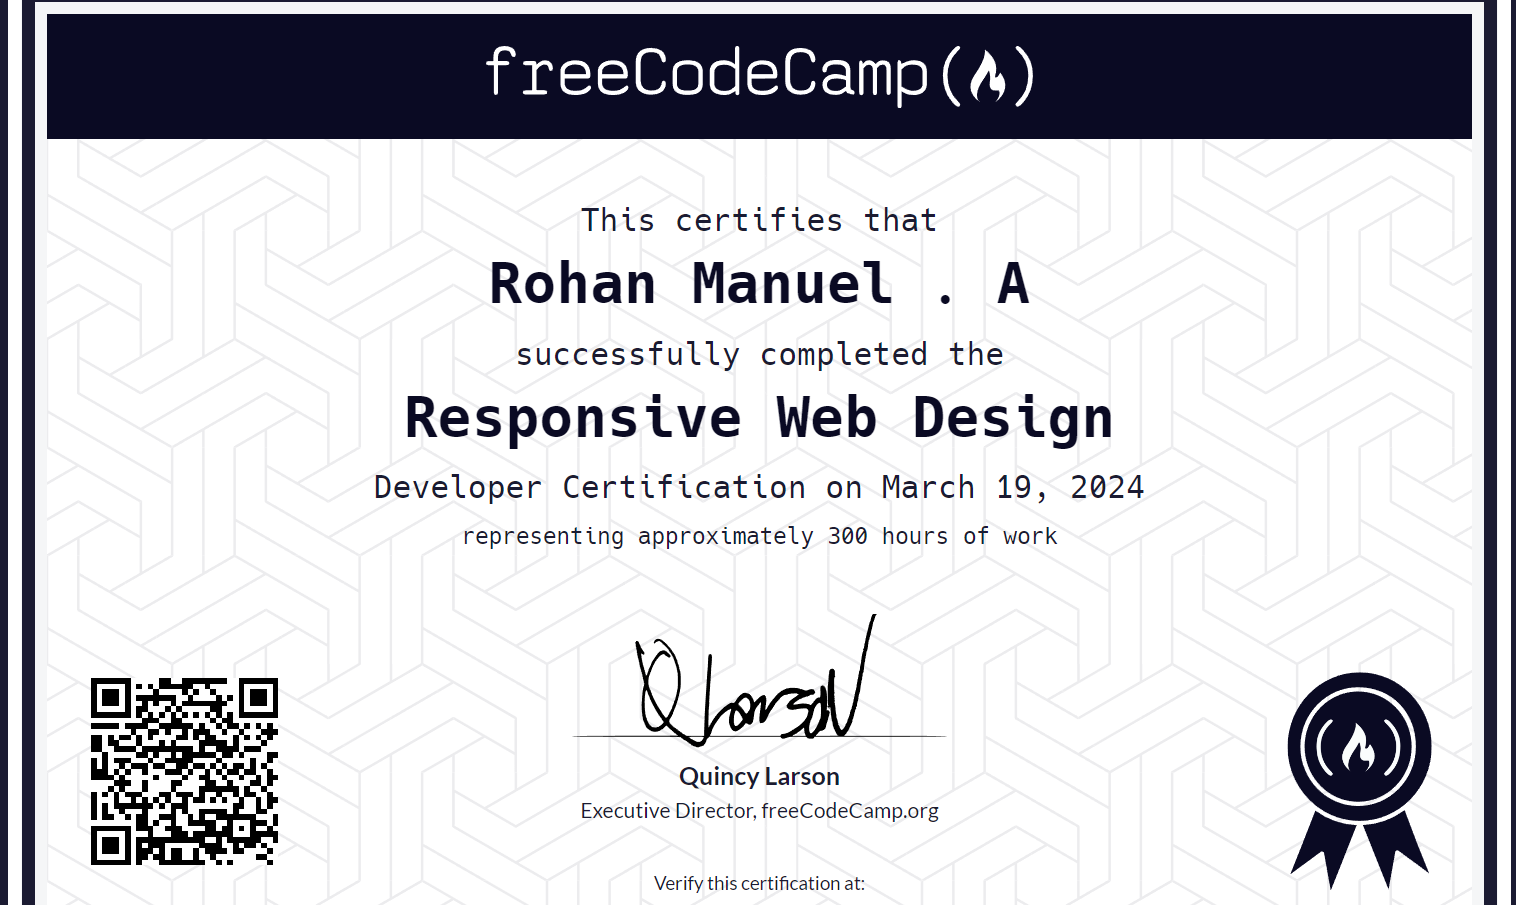 freeCodeCamp
This certifies that
Rohan Manuel . A
successfully completed the
Responsive Web Design
Developer Certification on March 19, 2024
representing approximately 300 hours of work
Quincy Larson
Executive Director, freeCodeCamp.org
Verify this certification at: